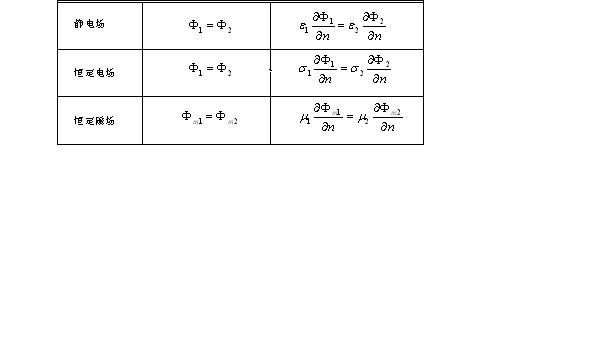 静电场 Φ₁ = Φ₂ ε₁ ∂Φ₁/∂n = ε₂ ∂Φ₂/∂n
恒定电场 Φ₁ = Φ₂ σ₁ ∂Φ₁/∂n = σ₂ ∂Φ₂/∂n
恒定磁场 Φₘ₁ = Φₘ₂ μ₁ ∂Φₘ₁/∂n = μ₂ ∂Φₘ₂/∂n